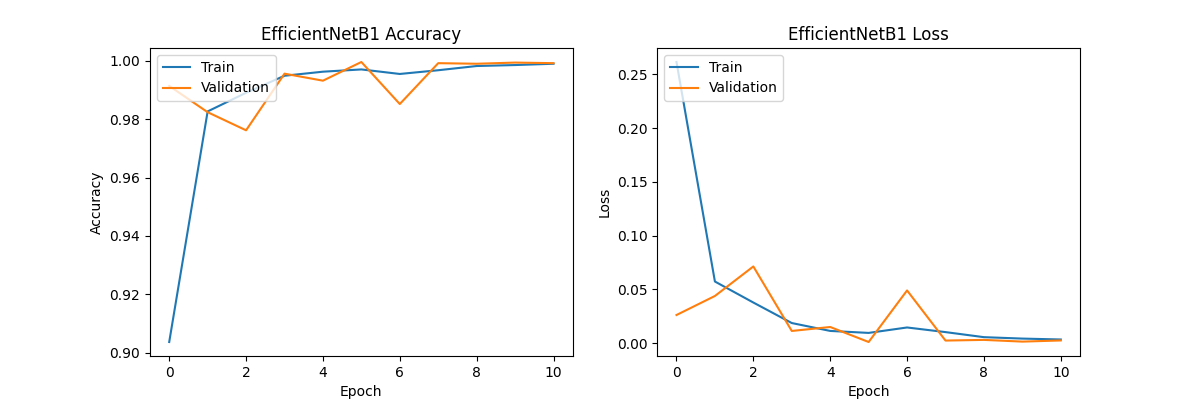 EfficientNetB1 Accuracy
Train
Validation
1.00
0.98
0.96
0.94
0.92
0.90
Accuracy
0 2 4 6 8 10
Epoch
EfficientNetB1 Loss
Train
Validation
0.25
0.20
0.15
0.10
0.05
0.00
Loss
0 2 4 6 8 10
Epoch